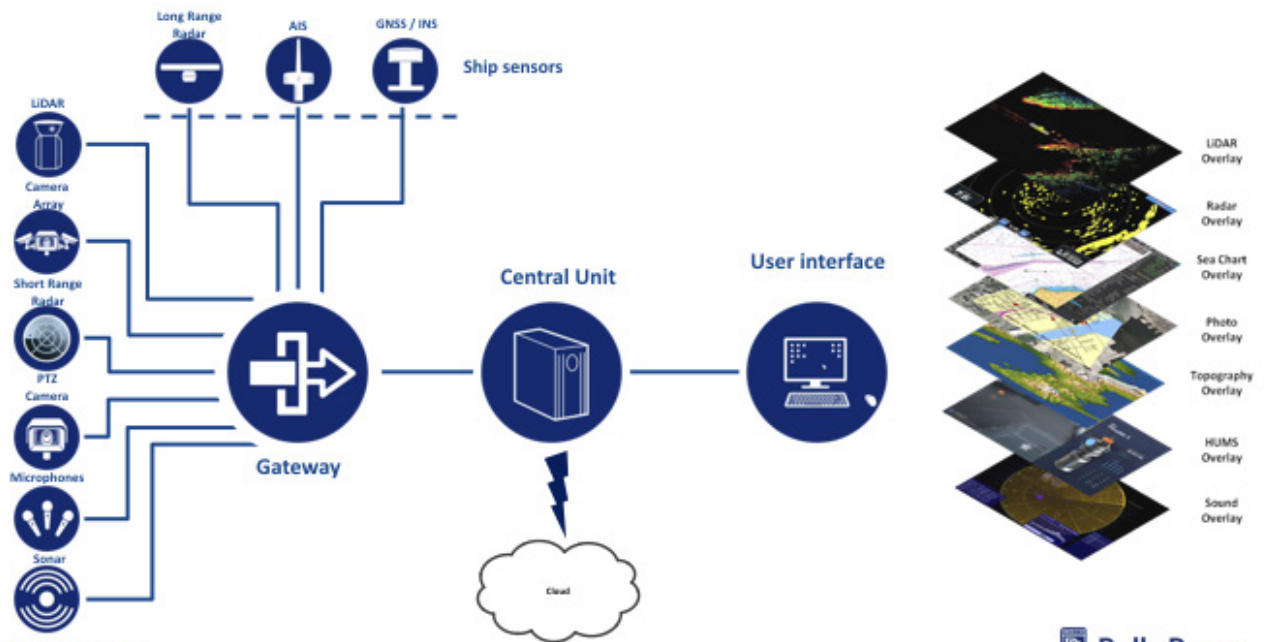 Long Range
Radar
AIS
GNSS / INS
Ship sensors
LiDAR
Camera
Array
Short Range
Radar
PTZ
Camera
Microphones
Sonar
Gateway
Central Unit
User interface
Cloud
LiDAR
Overlay
Radar
Overlay
Sea Chart
Overlay
Photo
Overlay
Topography
Overlay
HUMS
Overlay
Sound
Overlay